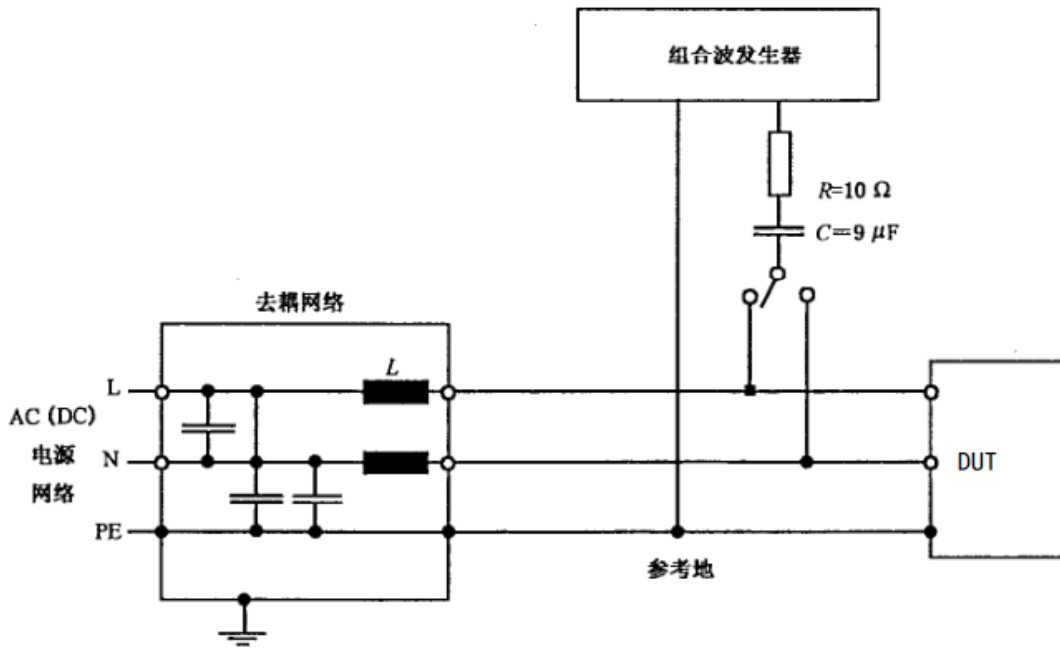 组合波发生器
R=10 Ω
C=9 μF
去耦网络
L
L
AC (DC)
电源
N
网络
DUT
PE
参考地